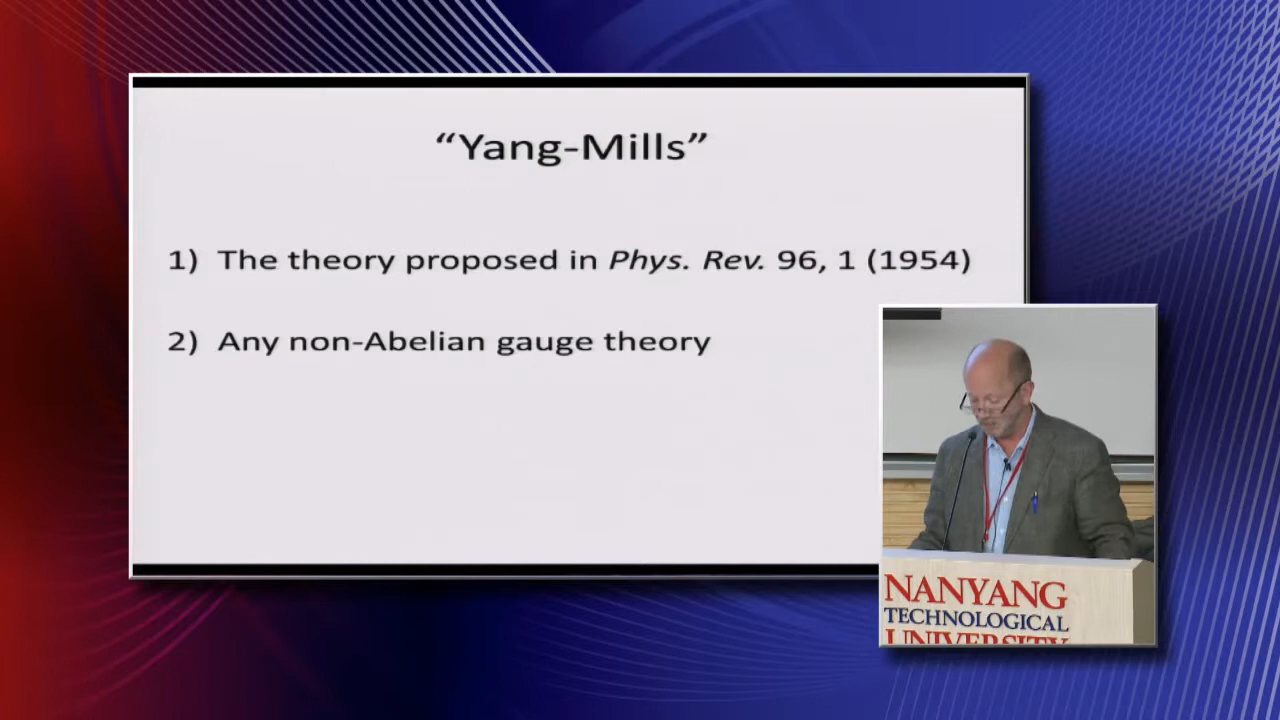 “Yang-Mills”
1) The theory proposed in Phys. Rev. 96, 1 (1954)
2) Any non-Abelian gauge theory
NANYANG
TECHNOLOGICAL
UNIVERSITY